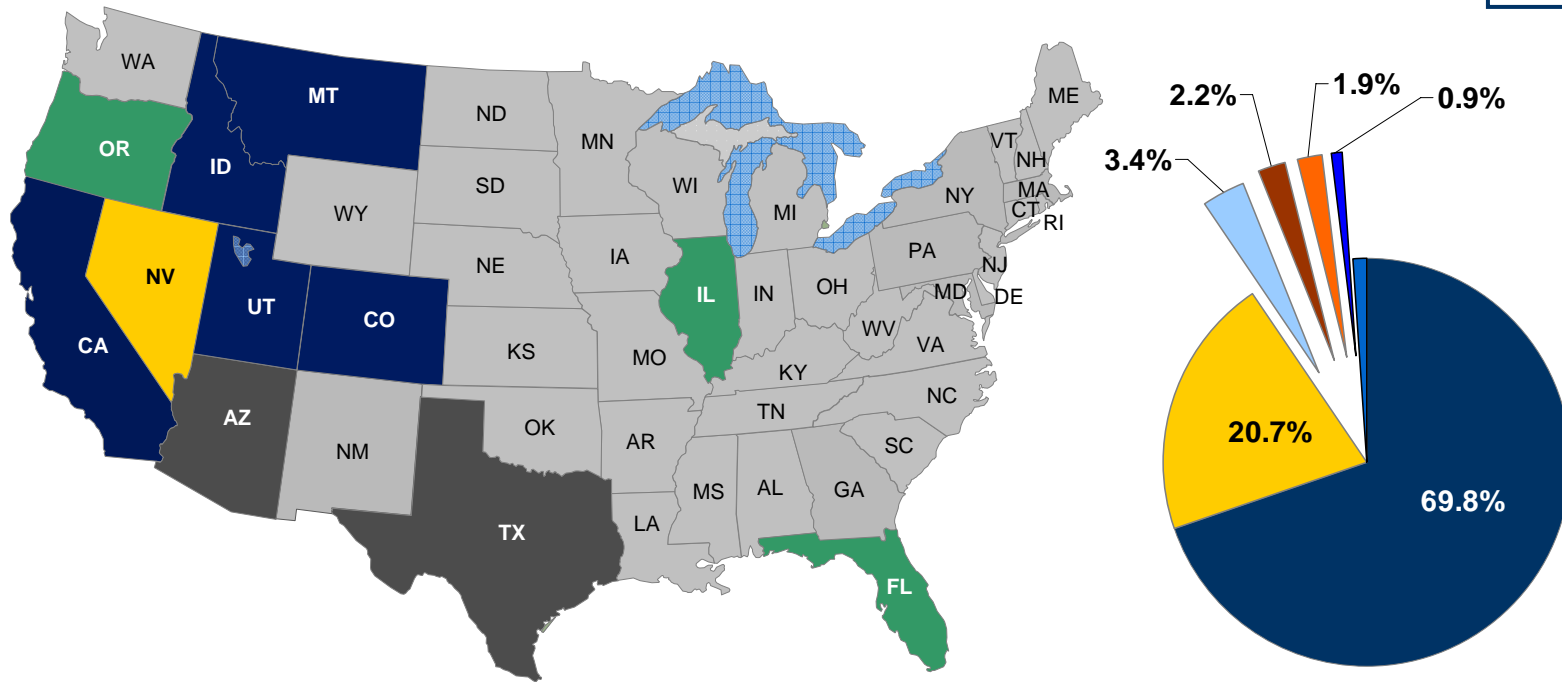 WA
MT
ND
MN
ME
VT
NH
OR
ID
SD
WI
MI
NY
MA
CT
RI
WY
NV
UT
CO
NE
IA
IL
IN
OH
PA
NJ
MD
DE
CA
KS
MO
WV
VA
KY
AZ
NM
OK
AR
TN
NC
SC
TX
LA
MS
AL
GA
FL
3.4%
2.2%
1.9%
0.9%
20.7%
69.8%